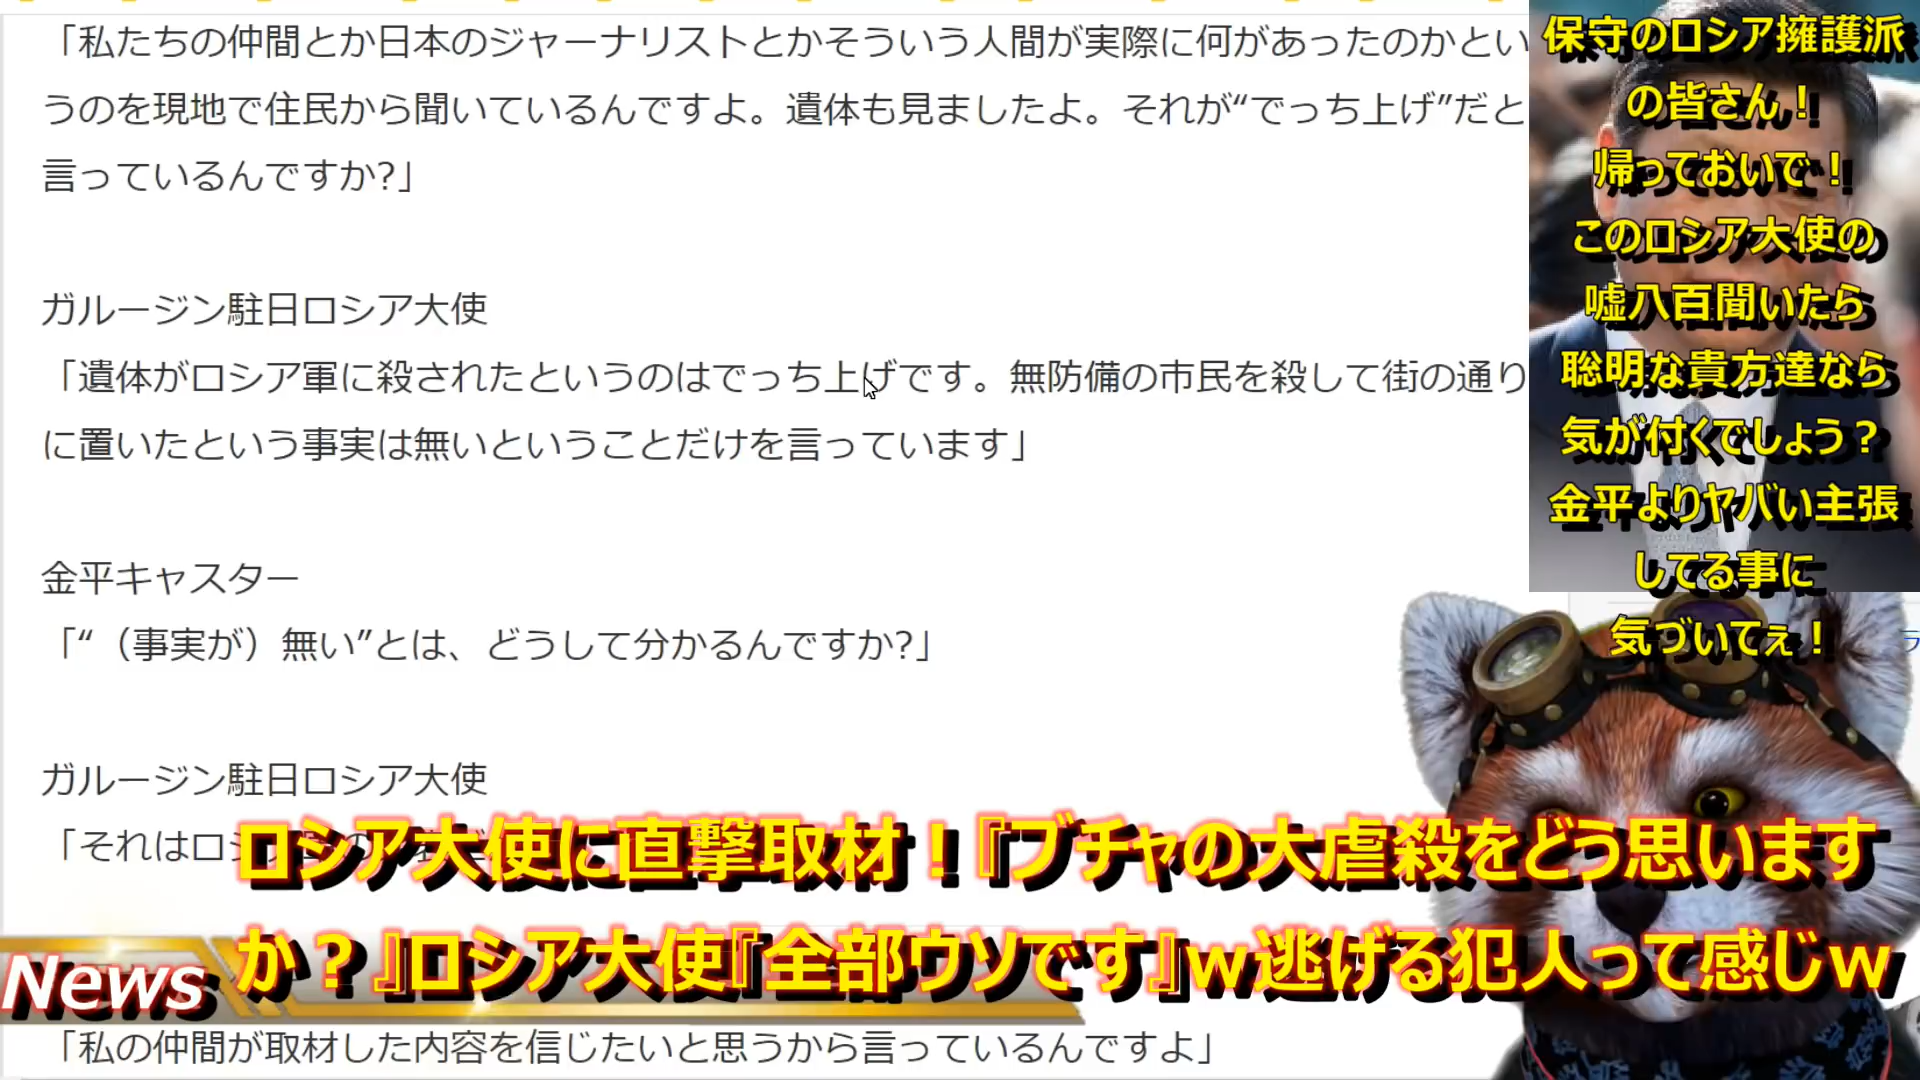 「私たちの仲間とか日本のジャーナリストとかそういう人間が実際に何があったのかとい
うのを現地で住民から聞いているんですよ。遺体も見ましたよ。それが“でっち上げ”だと
言っているんですか?」
ガルージン駐日ロシア大使
「遺体がロシア軍に殺されたというのはでっち上げです。無防備の市民を殺して街の通り
に置いたという事実は無いということだけを言っています」
金平キャスター
「“（事実が）無い”とは、どうして分かるんですか?」
ガルージン駐日ロシア大使
「それはロシ
「私の仲間が取材した内容を信じたいと思うから言っているんですよ」
保守のロシア擁護派
の皆さん！
帰っておいで！
このロシア大使の
嘘八百聞いたら
聡明な貴方達なら
気が付くでしょう？
金平よりヤバい主張
してる事に
気づいてぇ！
ラ
ロシア大使に直撃取材！『ブチャの大虐殺をどう思います
か？』ロシア大使『全部ウソです』ｗ逃げる犯人って感じｗ
News